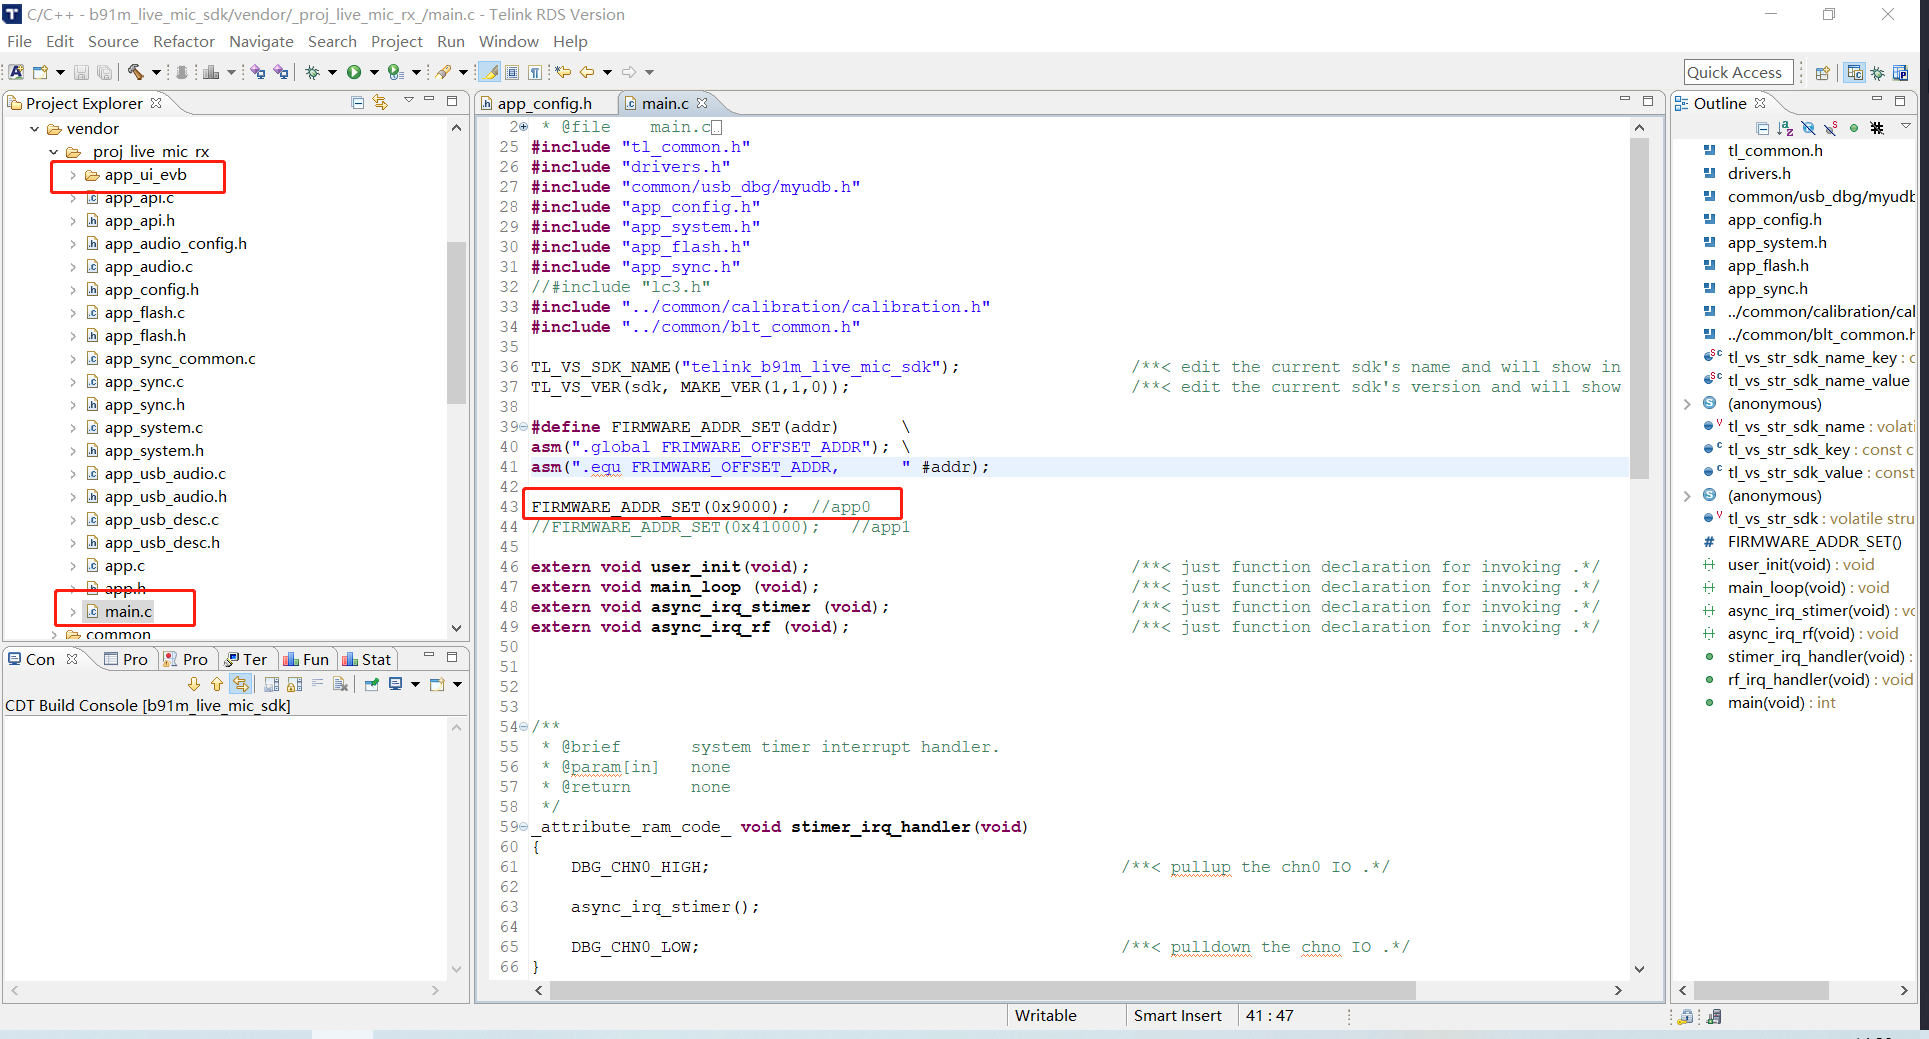 C/C++ - b91m_live_mic_sdk/vendor/_proj_live_mic_rx_/main.c - Telink RDS Version
File Edit Source Refactor Navigate Search Project Run Window Help
Quick Access
Project Explorer
vendor
_proj_live_mic_rx_
app_ui_evb
app_api.c
app_api.h
app_audio_config.h
app_audio.c
app_config.h
app_flash.c
app_flash.h
app_sync_common.c
app_sync.c
app_sync.h
app_system.c
app_system.h
app_usb_audio.c
app_usb_audio.h
app_usb_desc.c
app_usb_desc.h
app.c
app.h
main.c
common
Con Pro Pro Ter Fun Stat
CDT Build Console [b91m_live_mic_sdk]
app_config.h main.c
2 * @file main.c
25 #include "tl_common.h"
26 #include "drivers.h"
27 #include "common/usb_dbg/myudb.h"
28 #include "app_config.h"
29 #include "app_system.h"
30 #include "app_flash.h"
31 #include "app_sync.h"
32 //#include "lc3.h"
33 #include "../common/calibration/calibration.h"
34 #include "../common/blt_common.h"
35
36 TL_VS_SDK_NAME("telink_b91m_live_mic_sdk"); /**< edit the current sdk's name and will show in
37 TL_VS_VER(sdk, MAKE_VER(1,1,0)); /**< edit the current sdk's version and will show
38
39 #define FIRMWARE_ADDR_SET(addr) \
40 asm(".global FRIMWARE_OFFSET_ADDR"); \
41 asm(".equ FRIMWARE_OFFSET_ADDR, " #addr);
42
43 FIRMWARE_ADDR_SET(0x9000); //app0
44 //FIRMWARE_ADDR_SET(0x41000); //app1
45
46 extern void user_init(void); /**< just function declaration for invoking .*/
47 extern void main_loop (void); /**< just function declaration for invoking .*/
48 extern void async_irq_stimer (void); /**< just function declaration for invoking .*/
49 extern void async_irq_rf (void); /**< just function declaration for invoking .*/
50
51
52
53
54 /**
55 * @brief system timer interrupt handler.
56 * @param[in] none
57 * @return none
58 */
59 _attribute_ram_code_ void stimer_irq_handler(void)
60 {
61 DBG_CHN0_HIGH; /**< pullup the chn0 IO .*/
62
63 async_irq_stimer();
64
65 DBG_CHN0_LOW; /**< pulldown the chno IO .*/
66 }
Outline
tl_common.h
drivers.h
common/usb_dbg/myudb
app_config.h
app_system.h
app_flash.h
app_sync.h
../common/calibration/cal
../common/blt_common.h
tl_vs_str_sdk_name_key : c
tl_vs_str_sdk_name_value
(anonymous)
tl_vs_str_sdk_name : volati
tl_vs_str_sdk_key : const c
tl_vs_str_sdk_value : const
(anonymous)
tl_vs_str_sdk : volatile stru
# FIRMWARE_ADDR_SET()
user_init(void) : void
main_loop(void) : void
async_irq_stimer(void) : vo
async_irq_rf(void) : void
stimer_irq_handler(void) :
rf_irq_handler(void) : void
main(void) : int
Writable Smart Insert 41 : 47